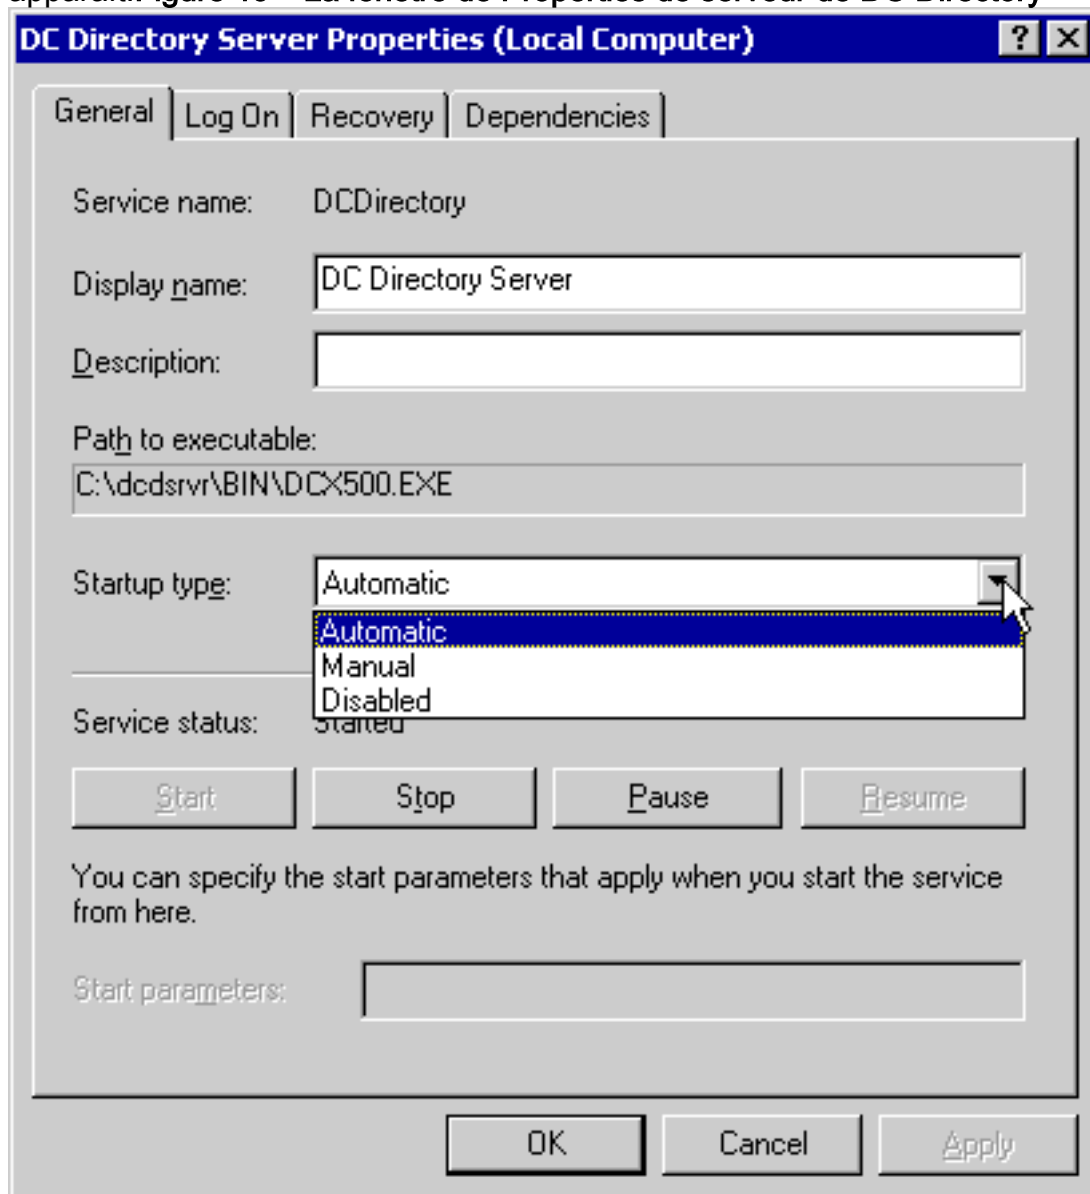 DC Directory Server Properties (Local Computer)
General
Log On
Recovery
Dependencies
Service name: DCDirectory
Display name: DC Directory Server
Description:
Path to executable:
C:\dcdsrvr\BIN\DCX500.EXE
Startup type: Automatic
Automatic
Manual
Disabled
Service status: Started
Start
Stop
Pause
Resume
You can specify the start parameters that apply when you start the service
from here.
Start parameters:
OK
Cancel
Apply